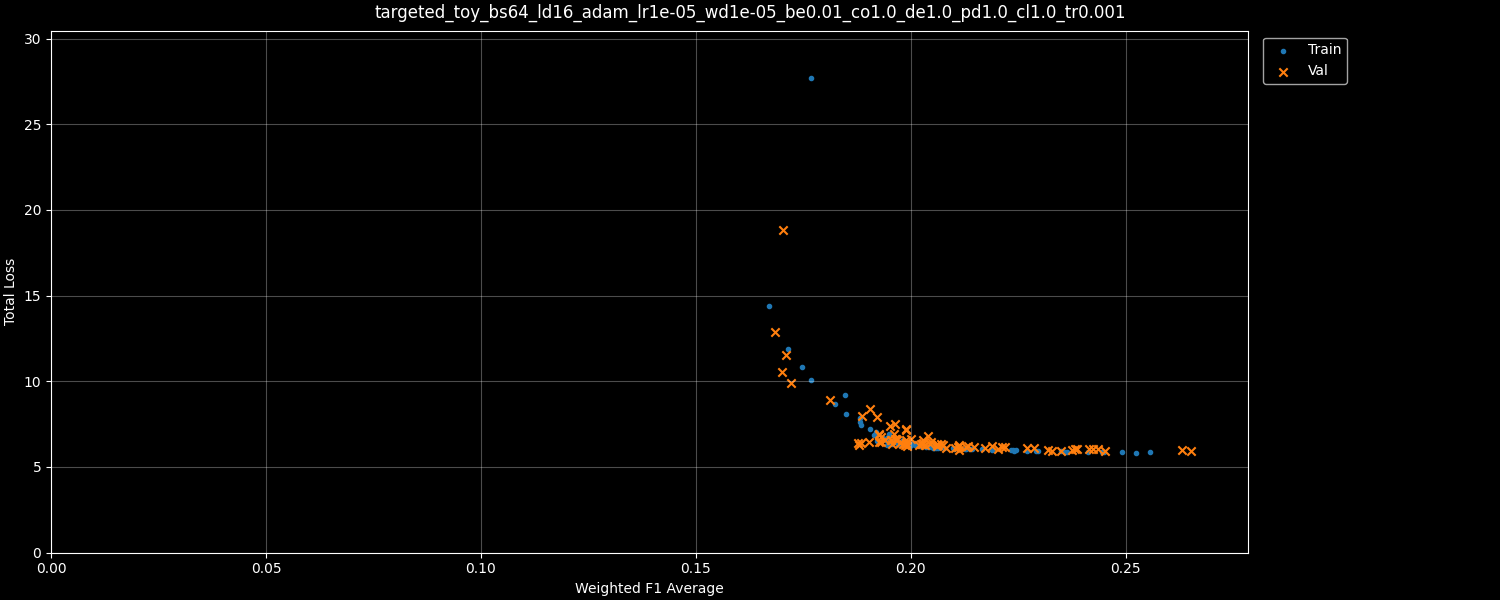 targeted_toy_bs64_ld16_adam_lr1e-05_wd1e-05_be0.01_co1.0_de1.0_pd1.0_cl1.0_tr0.001
Train
Val
30
25
20
15
10
5
0
Total Loss
0.00 0.05 0.10 0.15 0.20 0.25
Weighted F1 Average